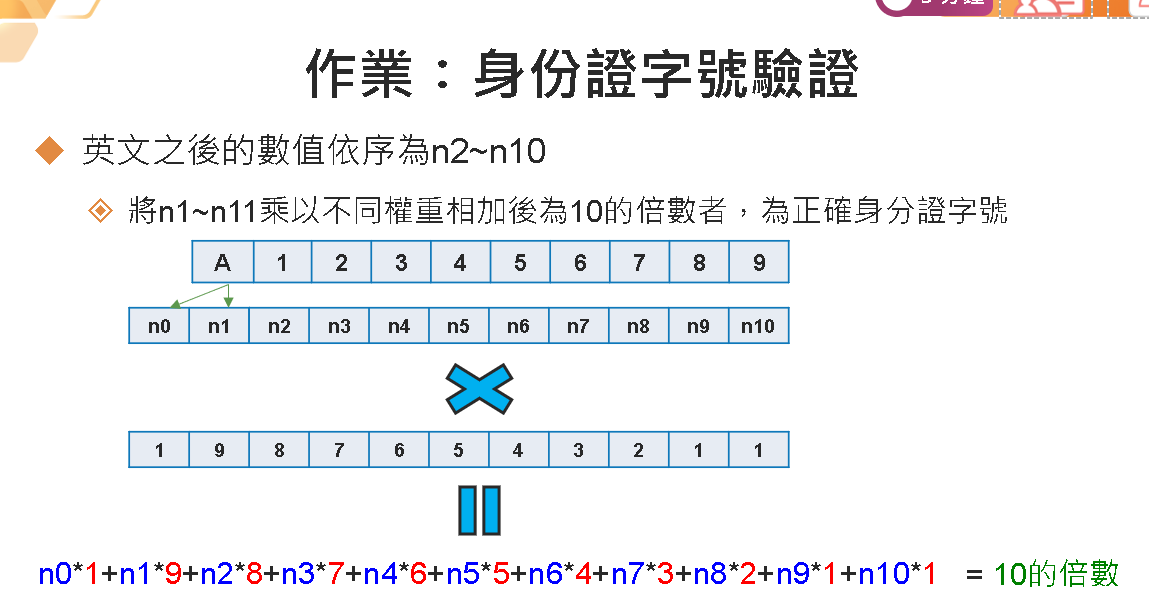 作業：身份證字號驗證
英文之後的數值依序為n2~n10
將n1~n11乘以不同權重相加後為10的倍數者，為正確身分證字號
A 1 2 3 4 5 6 7 8 9
n0 n1 n2 n3 n4 n5 n6 n7 n8 n9 n10
1 9 8 7 6 5 4 3 2 1 1
n0*1+n1*9+n2*8+n3*7+n4*6+n5*5+n6*4+n7*3+n8*2+n9*1+n10*1 = 10的倍數